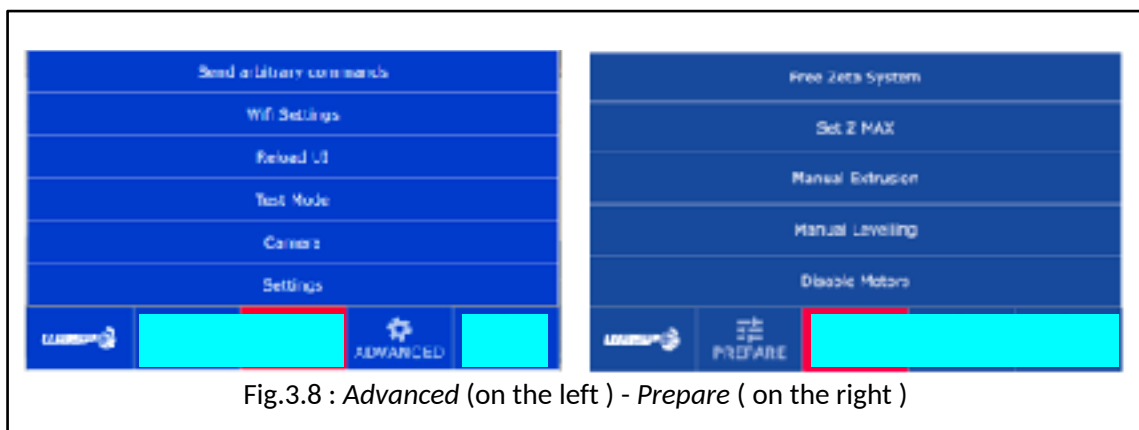 Send arbitrary commands
Wifi Settings
Reload UI
Test Mode
Camera
Settings
ADVANCED
Free Zeta System
Set Z MAX
Manual Extrusion
Manual Levelling
Disable Motors
PREPARE
Fig.3.8 : Advanced (on the left ) - Prepare ( on the right )